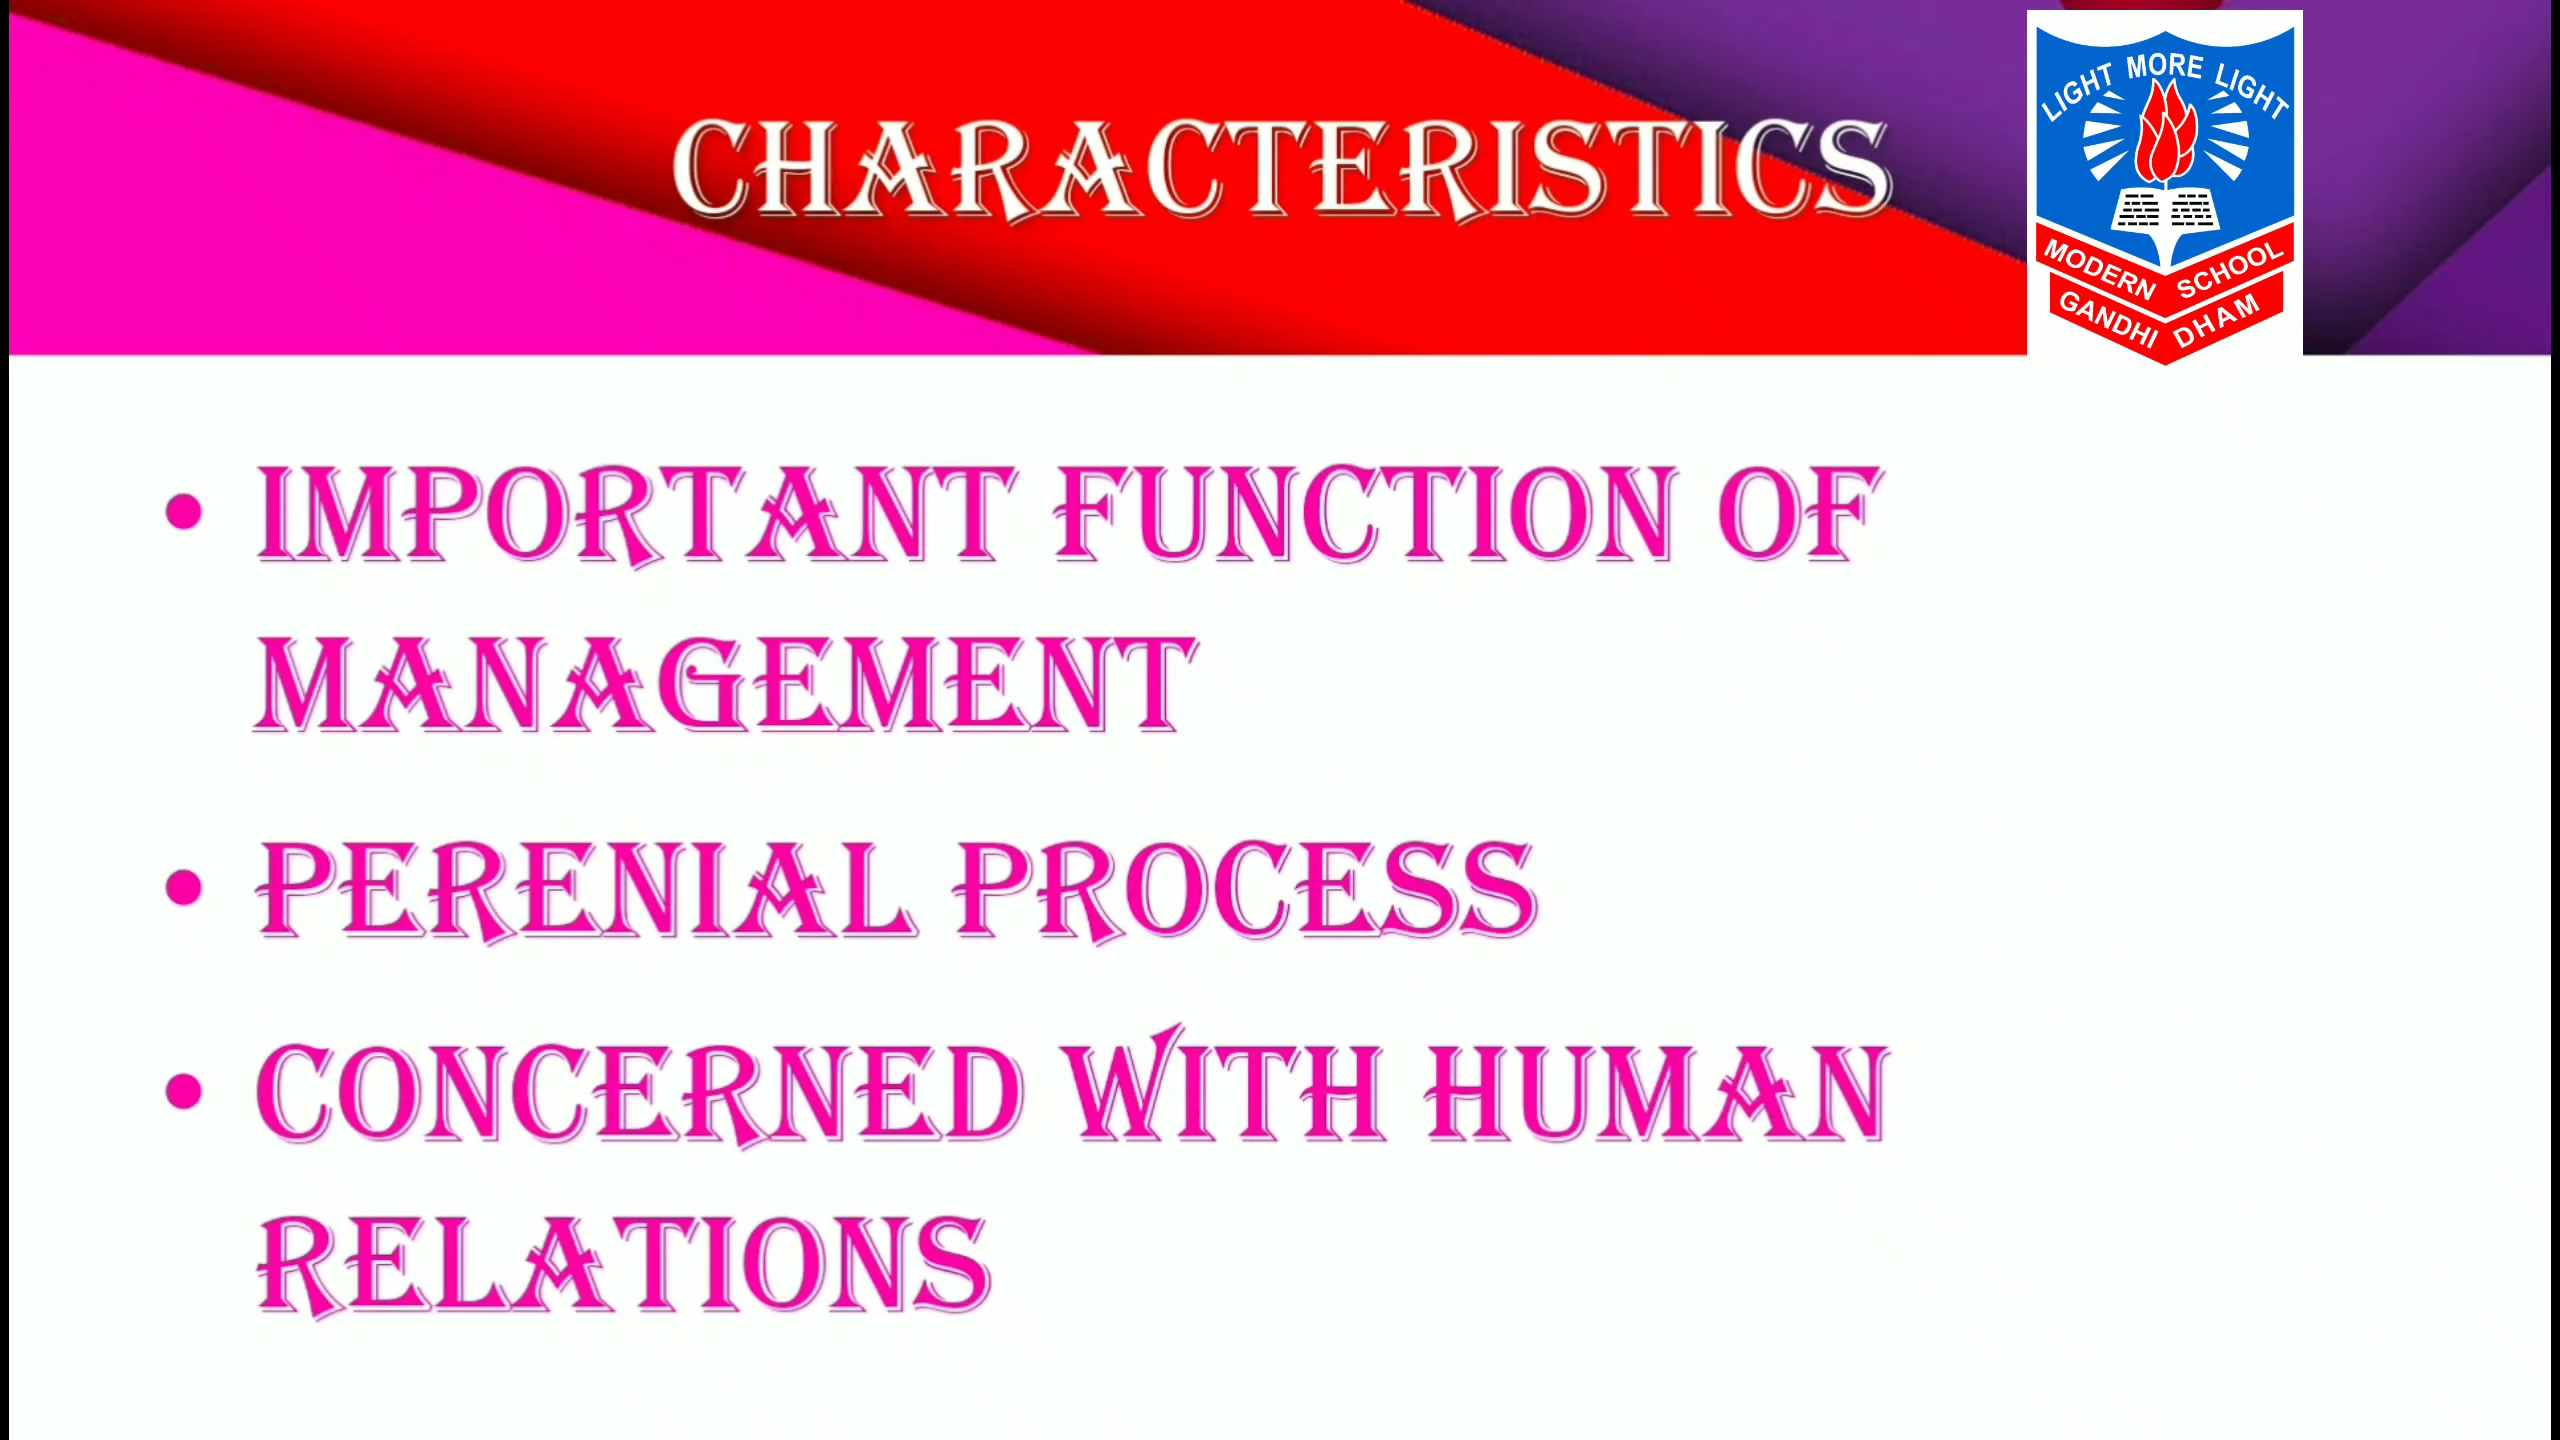 CHARACTERISTICS
LIGHT MORE LIGHT
MODERN SCHOOL
GANDHI DHAM
• IMPORTANT FUNCTION OF
MANAGEMENT
• PERENIAL PROCESS
• CONCERNED WITH HUMAN
RELATIONS